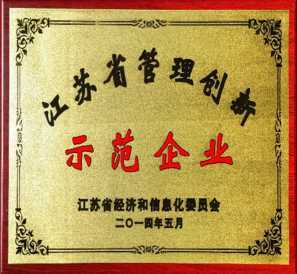 江苏省管理创新
示范企业
江苏省经济和信息化委员会
二〇一四年五月